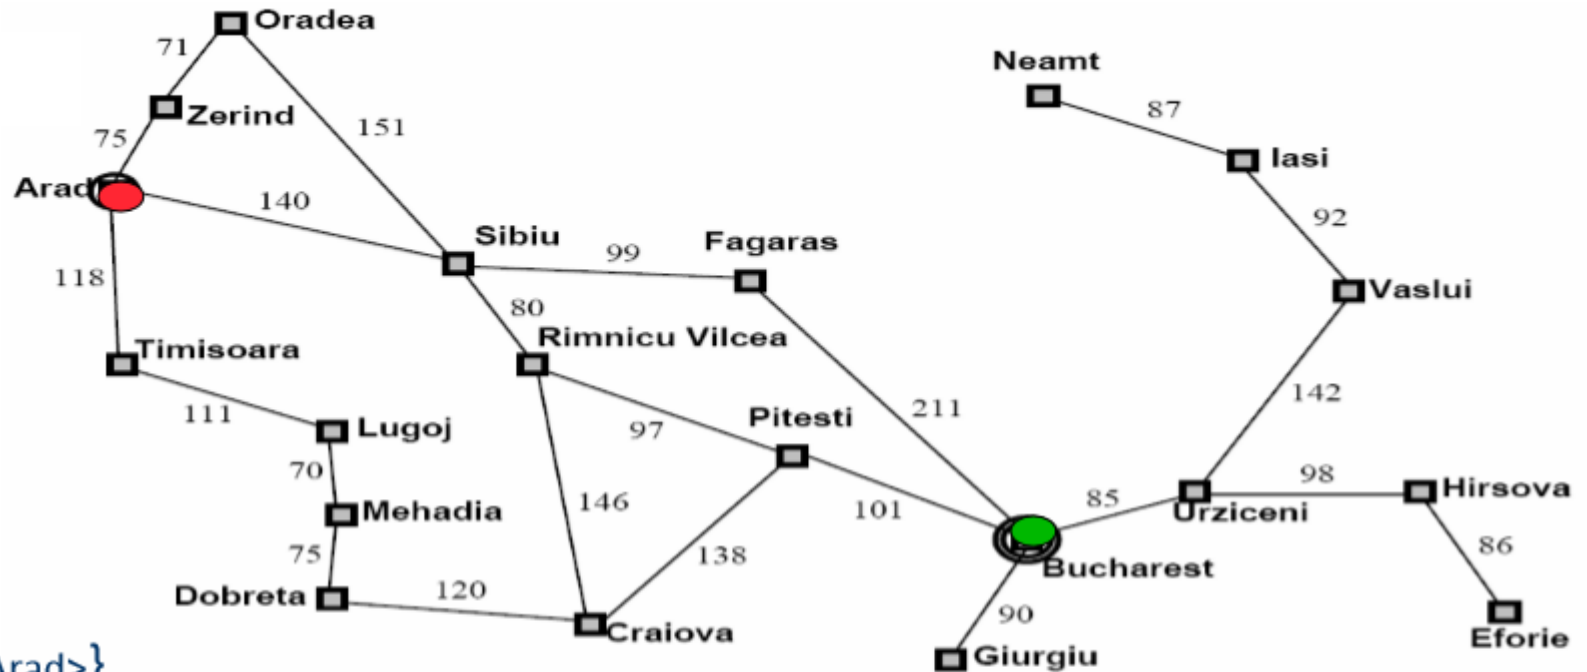 Oradea
71
Neamt
87
Zerind
151
75
Iasi
Arad
140
92
Sibiu
99
Fagaras
118
80
Vaslui
Rimnicu Vilcea
Timisoara
142
111
211
Lugoj
Pitesti
97
70
98
Hirsova
85
146
101
Mehadia
Urziceni
75
138
86
Bucharest
120
Dobreta
90
Craiova
Eforie
Giurgiu
Arad>}